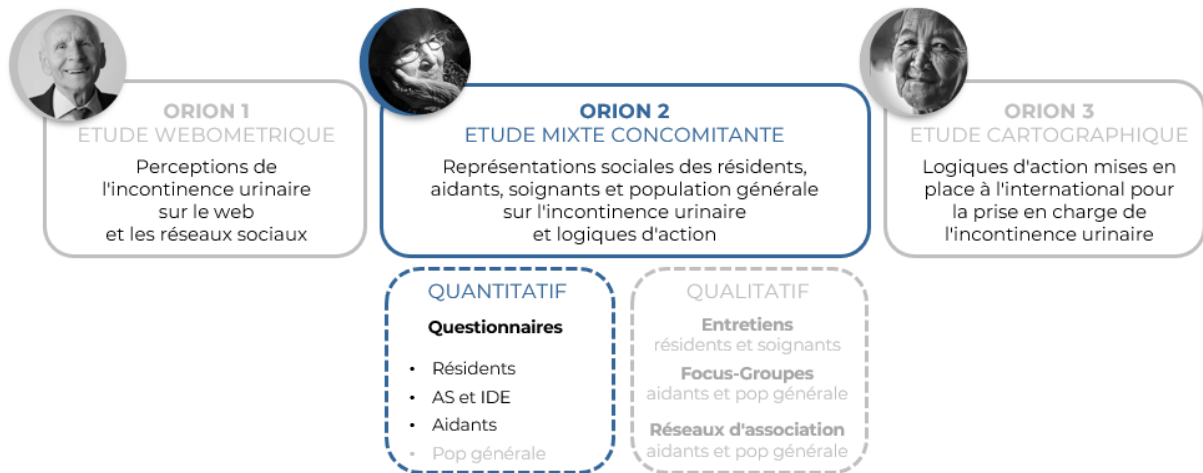 ORION 1
ETUDE WEBOMETRIQUE
Perceptions de
l'incontinence urinaire
sur le web
et les réseaux sociaux
ORION 2
ETUDE MIXTE CONCOMITANTE
Représentations sociales des résidents,
aidants, soignants et population générale
sur l'incontinence urinaire
et logiques d'action
ORION 3
ETUDE CARTOGRAPHIQUE
Logiques d'action mises en
place à l'international pour
la prise en charge de
l'incontinence urinaire
QUANTITATIF
Questionnaires
• Résidents
• AS et IDE
• Aidants
• Pop générale
QUALITATIF
Entretiens
résidents et soignants
Focus-Groupes
aidants et pop générale
Réseaux d'association
aidants et pop générale